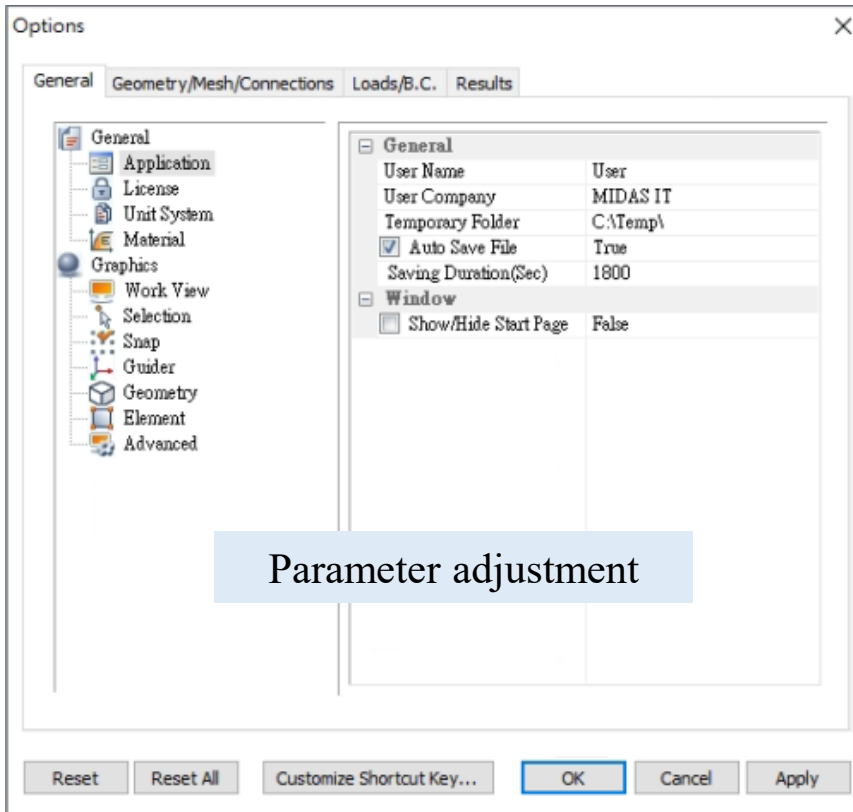 Options
General Geometry/Mesh/Connections Loads/B.C. Results
General
Application
License
Unit System
Material
Graphics
Work View
Selection
Snap
Guider
Geometry
Element
Advanced
General
User Name User
User Company MIDAS IT
Temporary Folder C:\Temp\
Auto Save File True
Saving Duration(Sec) 1800
Window
Show/Hide Start Page False
Parameter adjustment
Reset Reset All Customize Shortcut Key... OK Cancel Apply